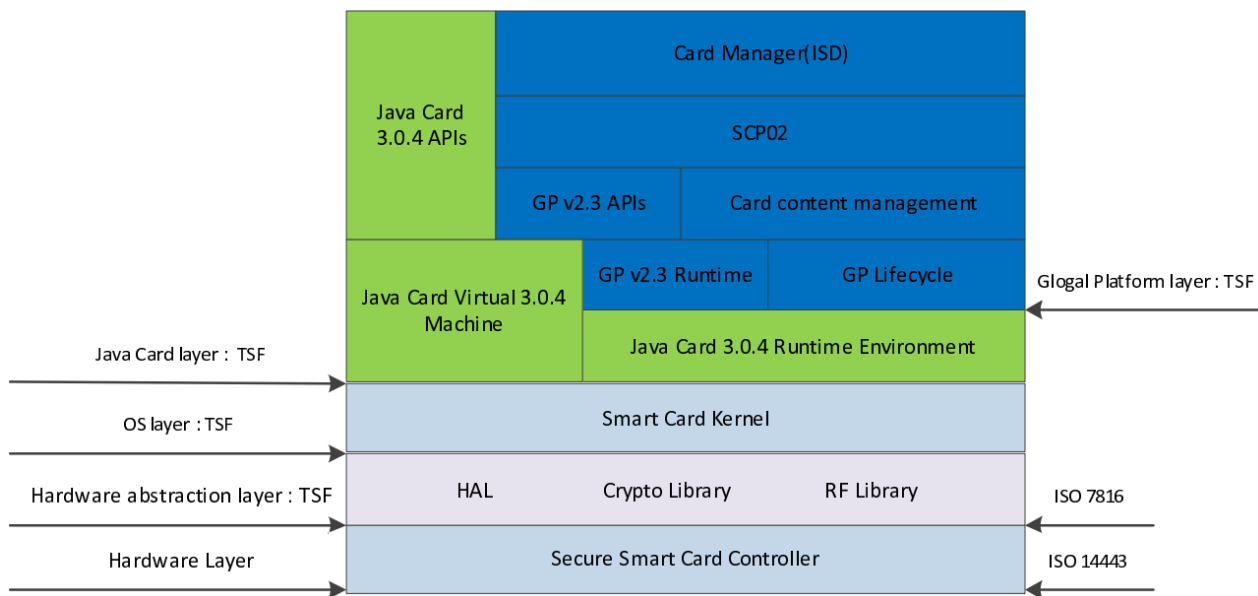 Card Manager(ISD)
Java Card
3.0.4 APIs
SCP02
GP v2.3 APIs
Card content management
GP v2.3 Runtime
GP Lifecycle
Glogal Platform layer : TSF
Java Card Virtual 3.0.4
Machine
Java Card 3.0.4 Runtime Environment
Java Card layer : TSF
Smart Card Kernel
OS layer : TSF
HAL
Crypto Library
RF Library
Hardware abstraction layer : TSF
ISO 7816
Secure Smart Card Controller
Hardware Layer
ISO 14443